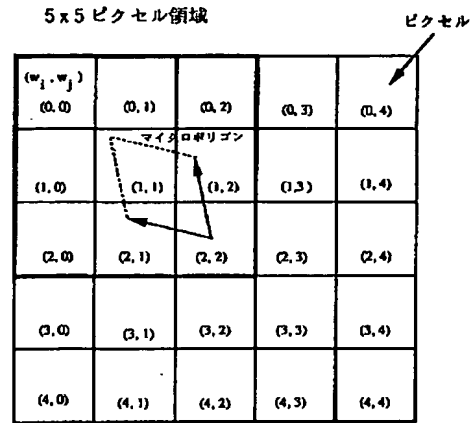 5x5ピクセル領域
ピクセル
(w_i , w_j)
(0, 0) (0, 1) (0, 2) (0, 3) (0, 4)
マイクロポリゴン
(1, 0) (1, 1) (1, 2) (1,3) (1, 4)
(2, 0) (2, 1) (2, 2) (2, 3) (2, 4)
(3, 0) (3, 1) (3, 2) (3, 3) (3, 4)
(4, 0) (4, 1) (4, 2) (4, 3) (4, 4)